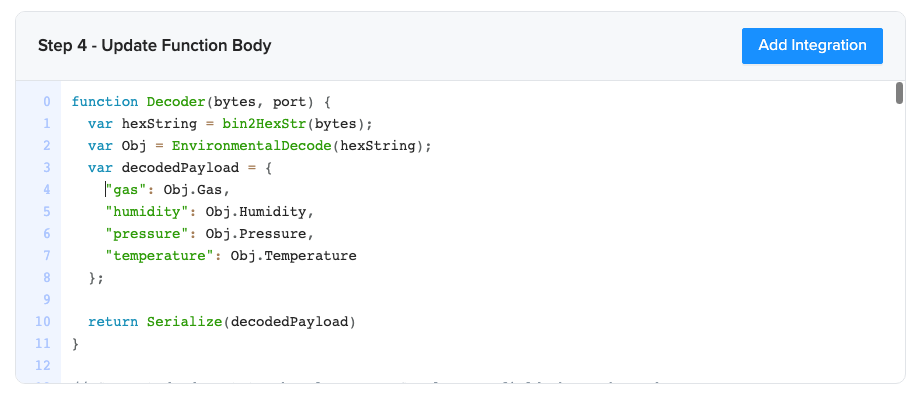 Step 4 - Update Function Body
Add Integration
0 function Decoder(bytes, port) {
1 var hexString = bin2HexStr(bytes);
2 var Obj = EnvironmentalDecode(hexString);
3 var decodedPayload = {
4 "gas": Obj.Gas,
5 "humidity": Obj.Humidity,
6 "pressure": Obj.Pressure,
7 "temperature": Obj.Temperature
8 };
9
10 return Serialize(decodedPayload)
11 }
12